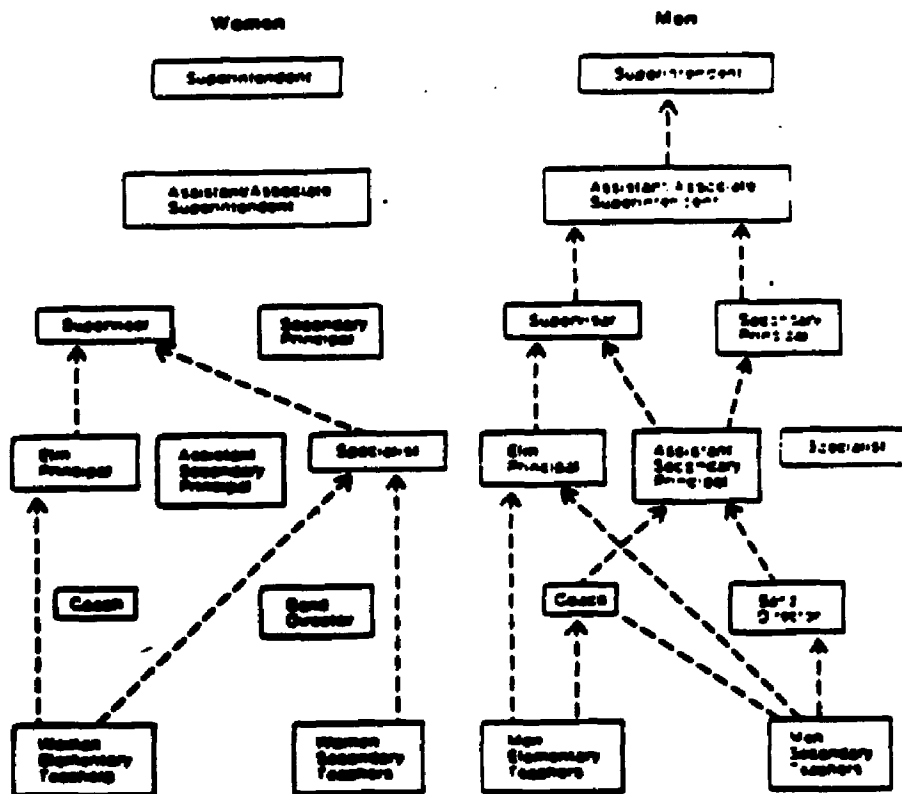 Women
Superintendent
Assistant/Associate
Superintendent
Supervisor
Secondary
Principal
Elm
Principal
Assistant
Secondary
Principal
Specialist
Coach
Band
Director
Women
Elementary
Teachers
Women
Secondary
Teachers
Men
Superintendent
Assistant Associate
Superintendent
Supervisor
Secondary
Principal
Elm
Principal
Assistant
Secondary
Principal
Specialist
Coach
Band
Director
Men
Elementary
Teachers
Men
Secondary
Teachers